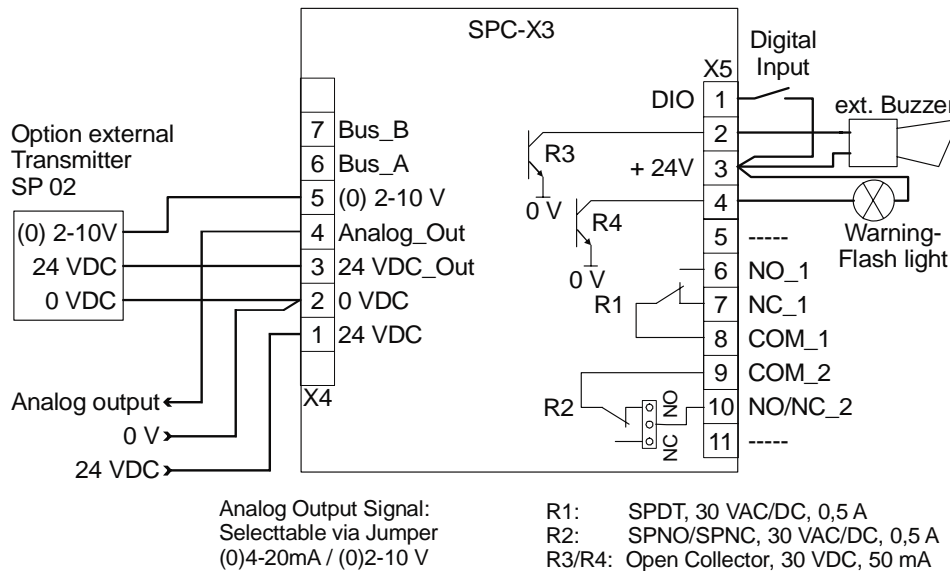 SPC-X3
Option external
Transmitter
SP 02
(0) 2-10V
24 VDC
0 VDC
Analog output
0 V
24 VDC
7 Bus_B
6 Bus_A
5 (0) 2-10 V
4 Analog_Out
3 24 VDC_Out
2 0 VDC
1 24 VDC
X4
Digital
Input
X5
DIO 1
2
+ 24V 3
4
5 -----
6 NO_1
7 NC_1
8 COM_1
9 COM_2
10 NO/NC_2
11 -----
R3
0 V
R4
0 V
R1
R2
NO
NC
ext. Buzzer
Warning-
Flash light
Analog Output Signal:
Selecttable via Jumper
(0)4-20mA / (0)2-10 V
R1: SPDT, 30 VAC/DC, 0,5 A
R2: SPNO/SPNC, 30 VAC/DC, 0,5 A
R3/R4: Open Collector, 30 VDC, 50 mA